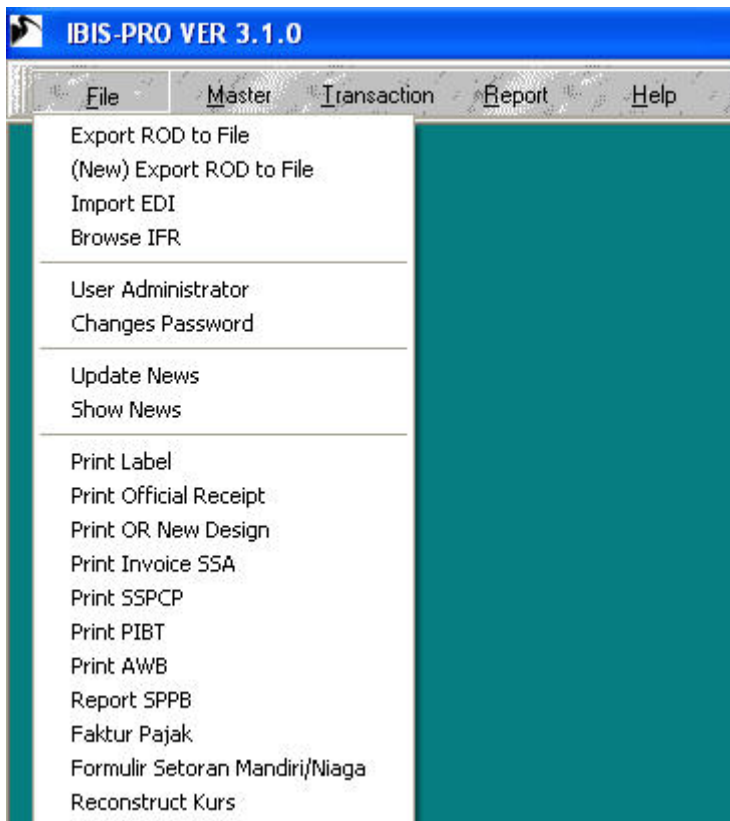 IBIS-PRO VER 3.1.0
File Master Transaction Report Help
Export ROD to File
(New) Export ROD to File
Import EDI
Browse IFR
User Administrator
Changes Password
Update News
Show News
Print Label
Print Official Receipt
Print OR New Design
Print Invoice SSA
Print SSPCP
Print PIBT
Print AWB
Report SPPB
Faktur Pajak
Formulir Setoran Mandiri/Niaga
Reconstruct Kurs